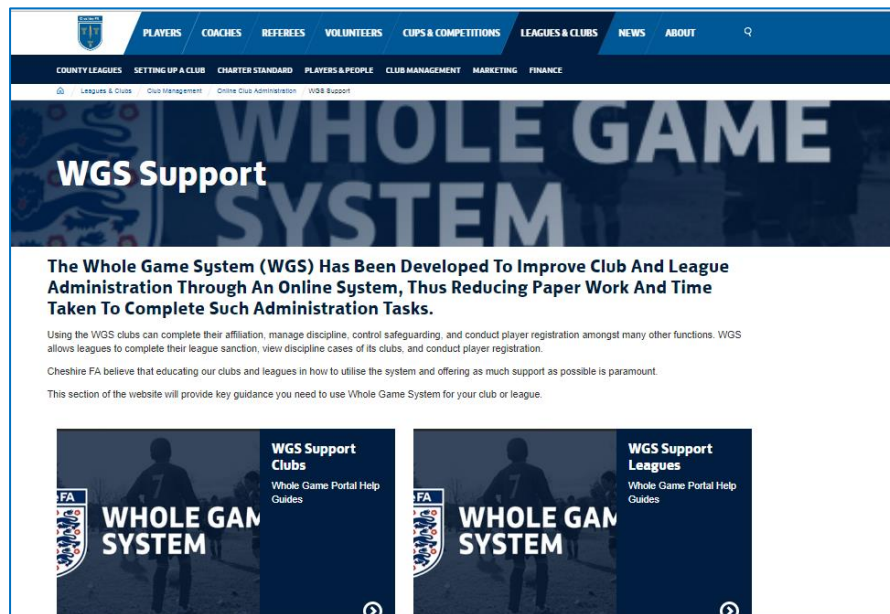 Cheshire FA
PLAYERS COACHES REFEREES VOLUNTEERS CUPS & COMPETITIONS LEAGUES & CLUBS NEWS ABOUT
COUNTY LEAGUES SETTING UP A CLUB CHARTER STANDARD PLAYERS & PEOPLE CLUB MANAGEMENT MARKETING FINANCE
Leagues & Clubs / Club Management / Online Club Administration / WGS Support
WHOLE GAME
SYSTEM
WGS Support
The Whole Game System (WGS) Has Been Developed To Improve Club And League
Administration Through An Online System, Thus Reducing Paper Work And Time
Taken To Complete Such Administration Tasks.
Using the WGS clubs can complete their affiliation, manage discipline, control safeguarding, and conduct player registration amongst many other functions. WGS
allows leagues to complete their league sanction, view discipline cases of its clubs, and conduct player registration.
Cheshire FA believe that educating our clubs and leagues in how to utilise the system and offering as much support as possible is paramount.
This section of the website will provide key guidance you need to use Whole Game System for your club or league.
FA
7
WHOLE GAM
SYSTEM
WGS Support
Clubs
Whole Game Portal Help
Guides
FA
7
WHOLE GAM
SYSTEM
WGS Support
Leagues
Whole Game Portal Help
Guides